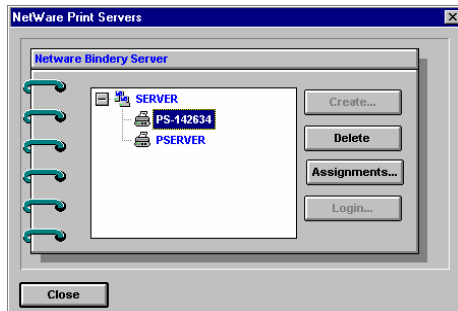 NetWare Print Servers
Netware Bindery Server
SERVER
PS-142634
PSERVER
Create...
Delete
Assignments...
Login...
Close